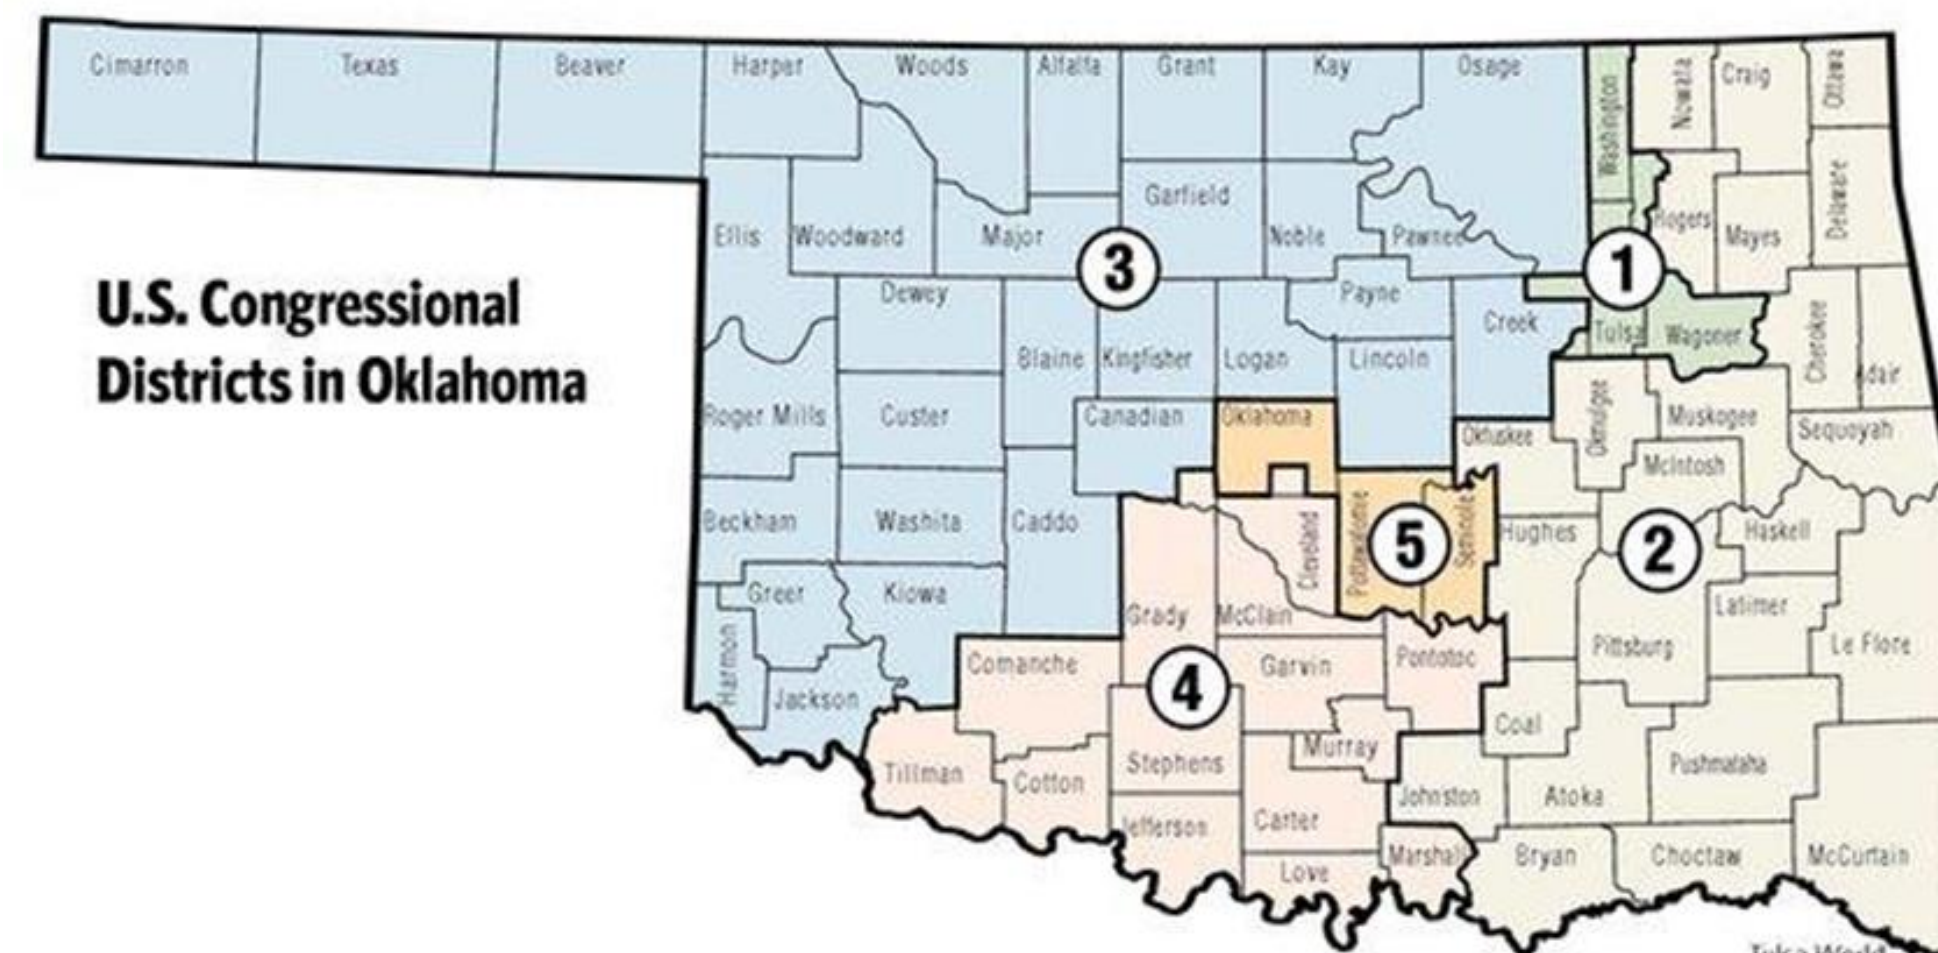 U.S. Congressional
Districts in Oklahoma
Cimarron
Texas
Beaver
Harper
Woods
Alfalfa
Grant
Kay
Osage
Washington
Nowata
Craig
Ottawa
Ellis
Woodward
Major
Garfield
Noble
Pawnee
Rogers
Mayes
Delaware
3
1
Dewey
Blaine
Kingfisher
Logan
Payne
Lincoln
Creek
Tulsa
Wagoner
Cherokee
Adair
Roger Mills
Custer
Canadian
Oklahoma
Okfuskee
Okmulgee
Muskogee
Sequoyah
McIntosh
Beckham
Washita
Caddo
Cleveland
Pottawatomie
5
Seminole
Hughes
2
Haskell
Greer
Kiowa
Grady
McClain
Latimer
Harmon
Jackson
Comanche
4
Garvin
Pontotoc
Pittsburg
Le Flore
Tillman
Cotton
Stephens
Murray
Coal
Johnston
Atoka
Pushmataha
Jefferson
Carter
Love
Marshall
Bryan
Choctaw
McCurtain
Tulsa World